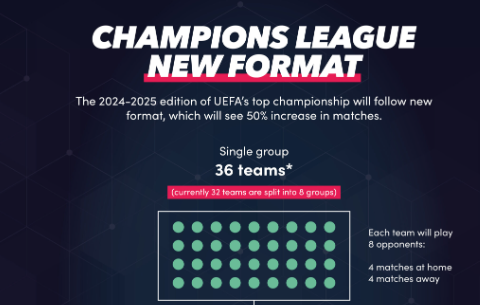 CHAMPIONS LEAGUE
NEW FORMAT
The 2024-2025 edition of UEFA's top championship will follow new
format, which will see 50% increase in matches.
Single group
36 teams*
(currently 32 teams are split into 8 groups)
Each team will play
8 opponents:
4 matches at home
4 matches away